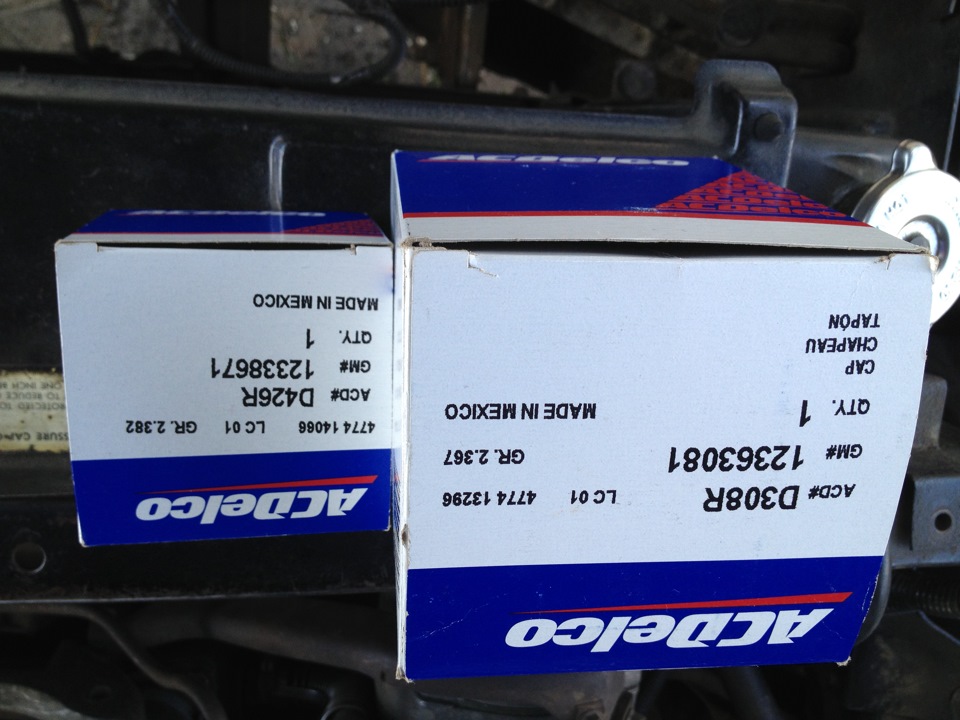 ACDelco
ACD# D308R 4774 13296 LC 01
GM# 12363081 GR. 2.367
QTY. 1 MADE IN MEXICO
CAP
CHAPEAU
TAPÓN
ACDelco
ACDelco
4774 14066 LC 01 GR. 2.382
ACD# D426R
GM# 12338671
QTY. 1
MADE IN MEXICO